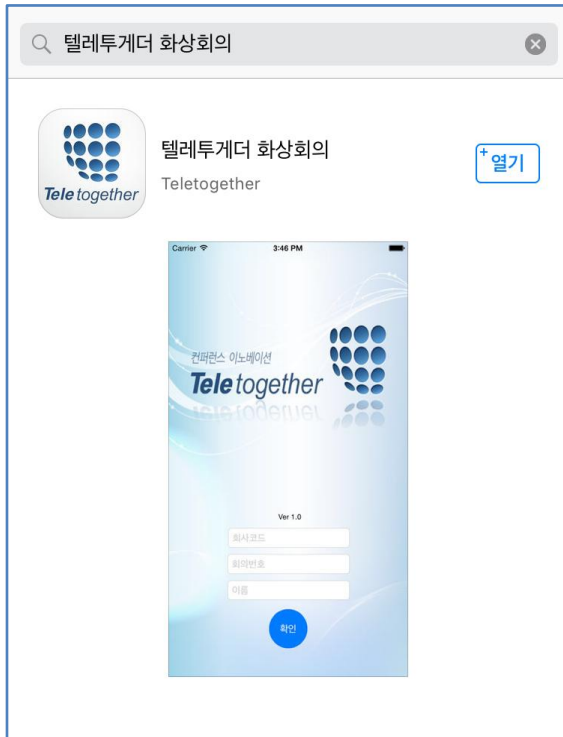 텔레투게더 화상회의
텔레투게더 화상회의
Teletogether
+열기
Tele together
Carrier 3:46 PM
컨퍼런스 이노베이션
Tele together
Ver 1.0
회사코드
회의번호
이름
확인